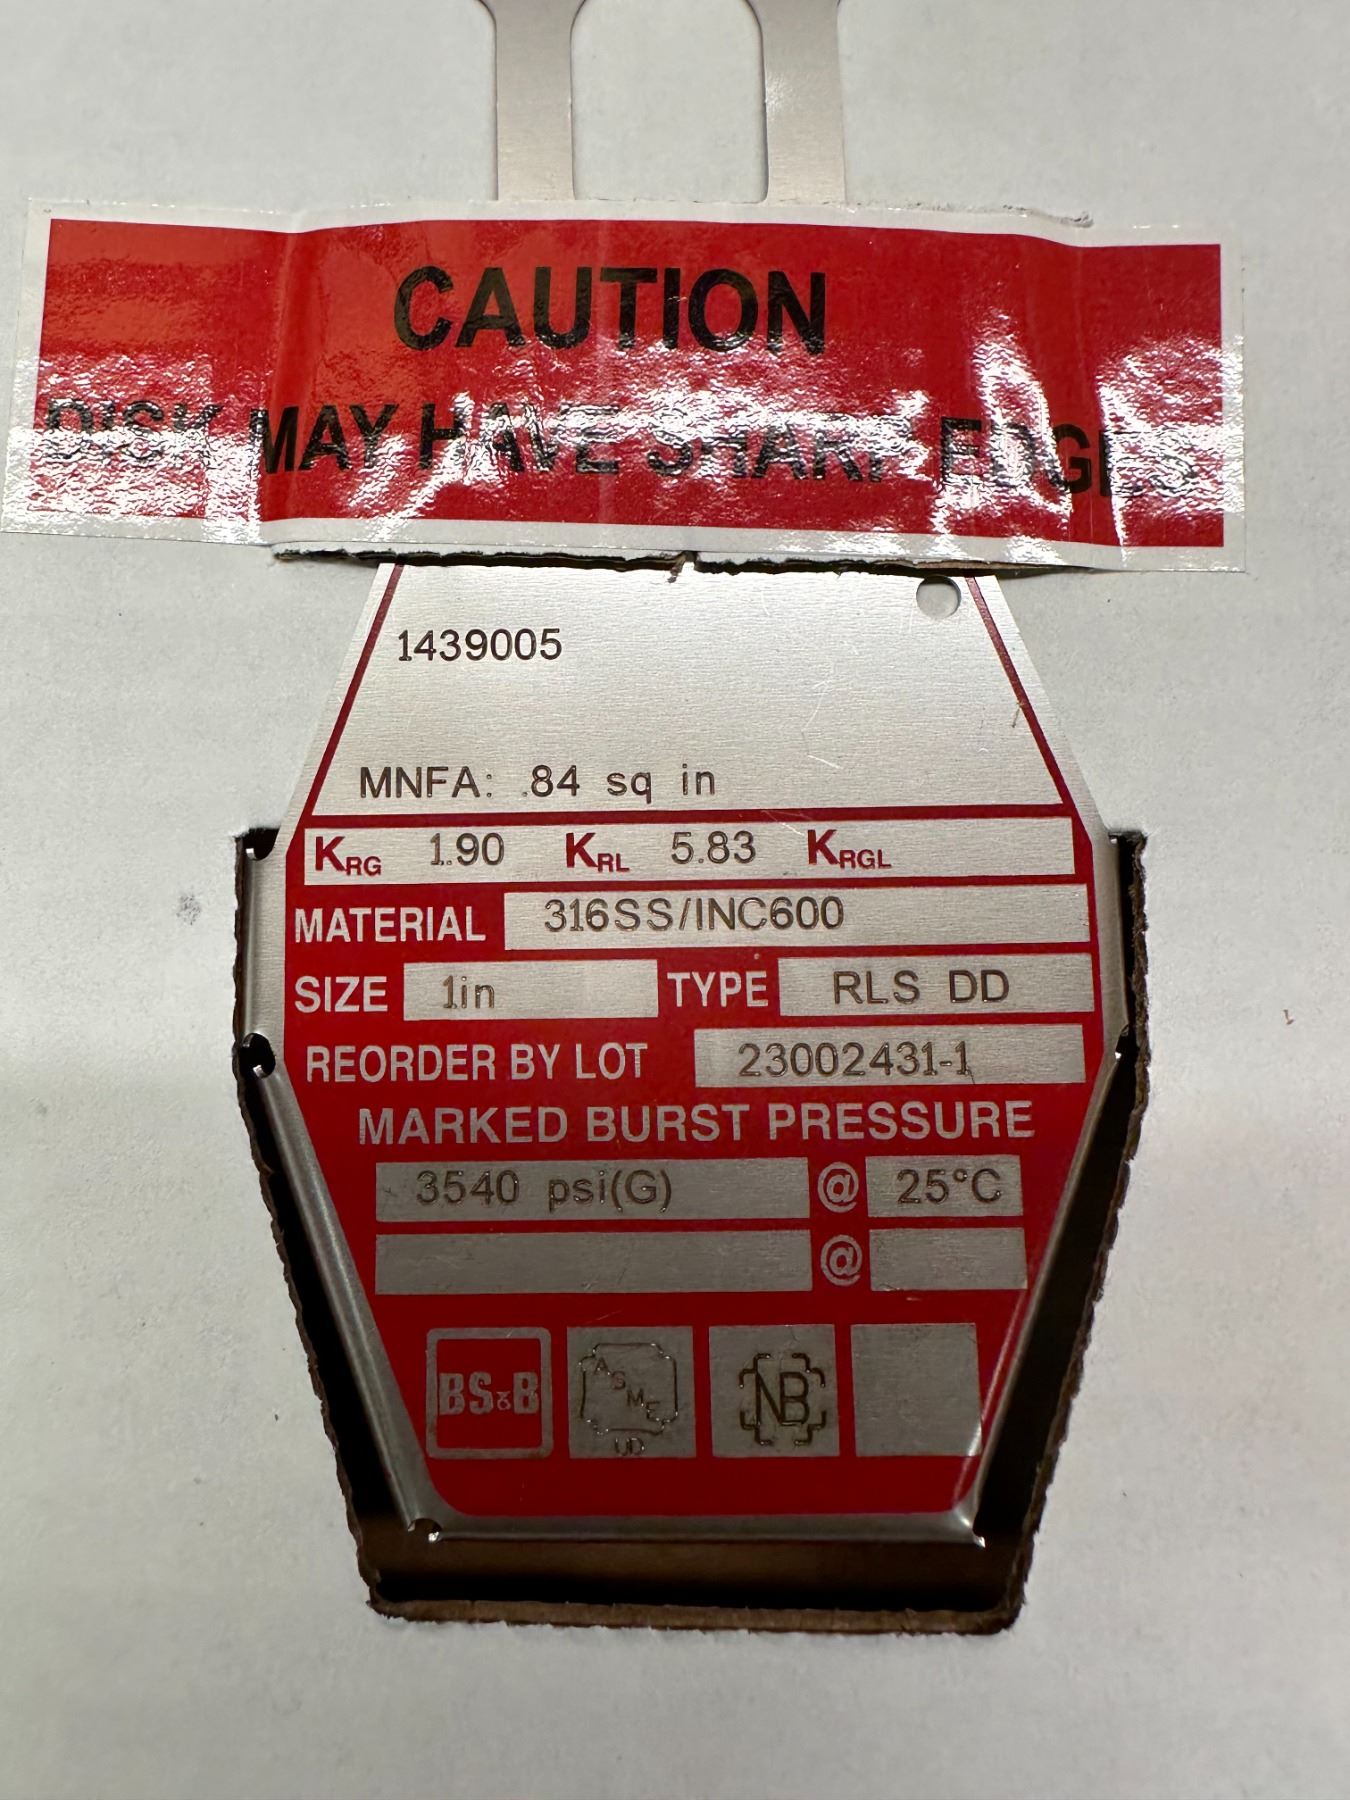 CAUTION
DISK MAY HAVE SHARP EDGES
1439005
MNFA: .84 sq in
KRG 1.90 KRL 5.83 KRGL
MATERIAL 316SS/INC600
SIZE 1in TYPE RLS DD
REORDER BY LOT 23002431-1
MARKED BURST PRESSURE
3540 psi(G) @ 25°C
@
BS&B ASME NB
UD